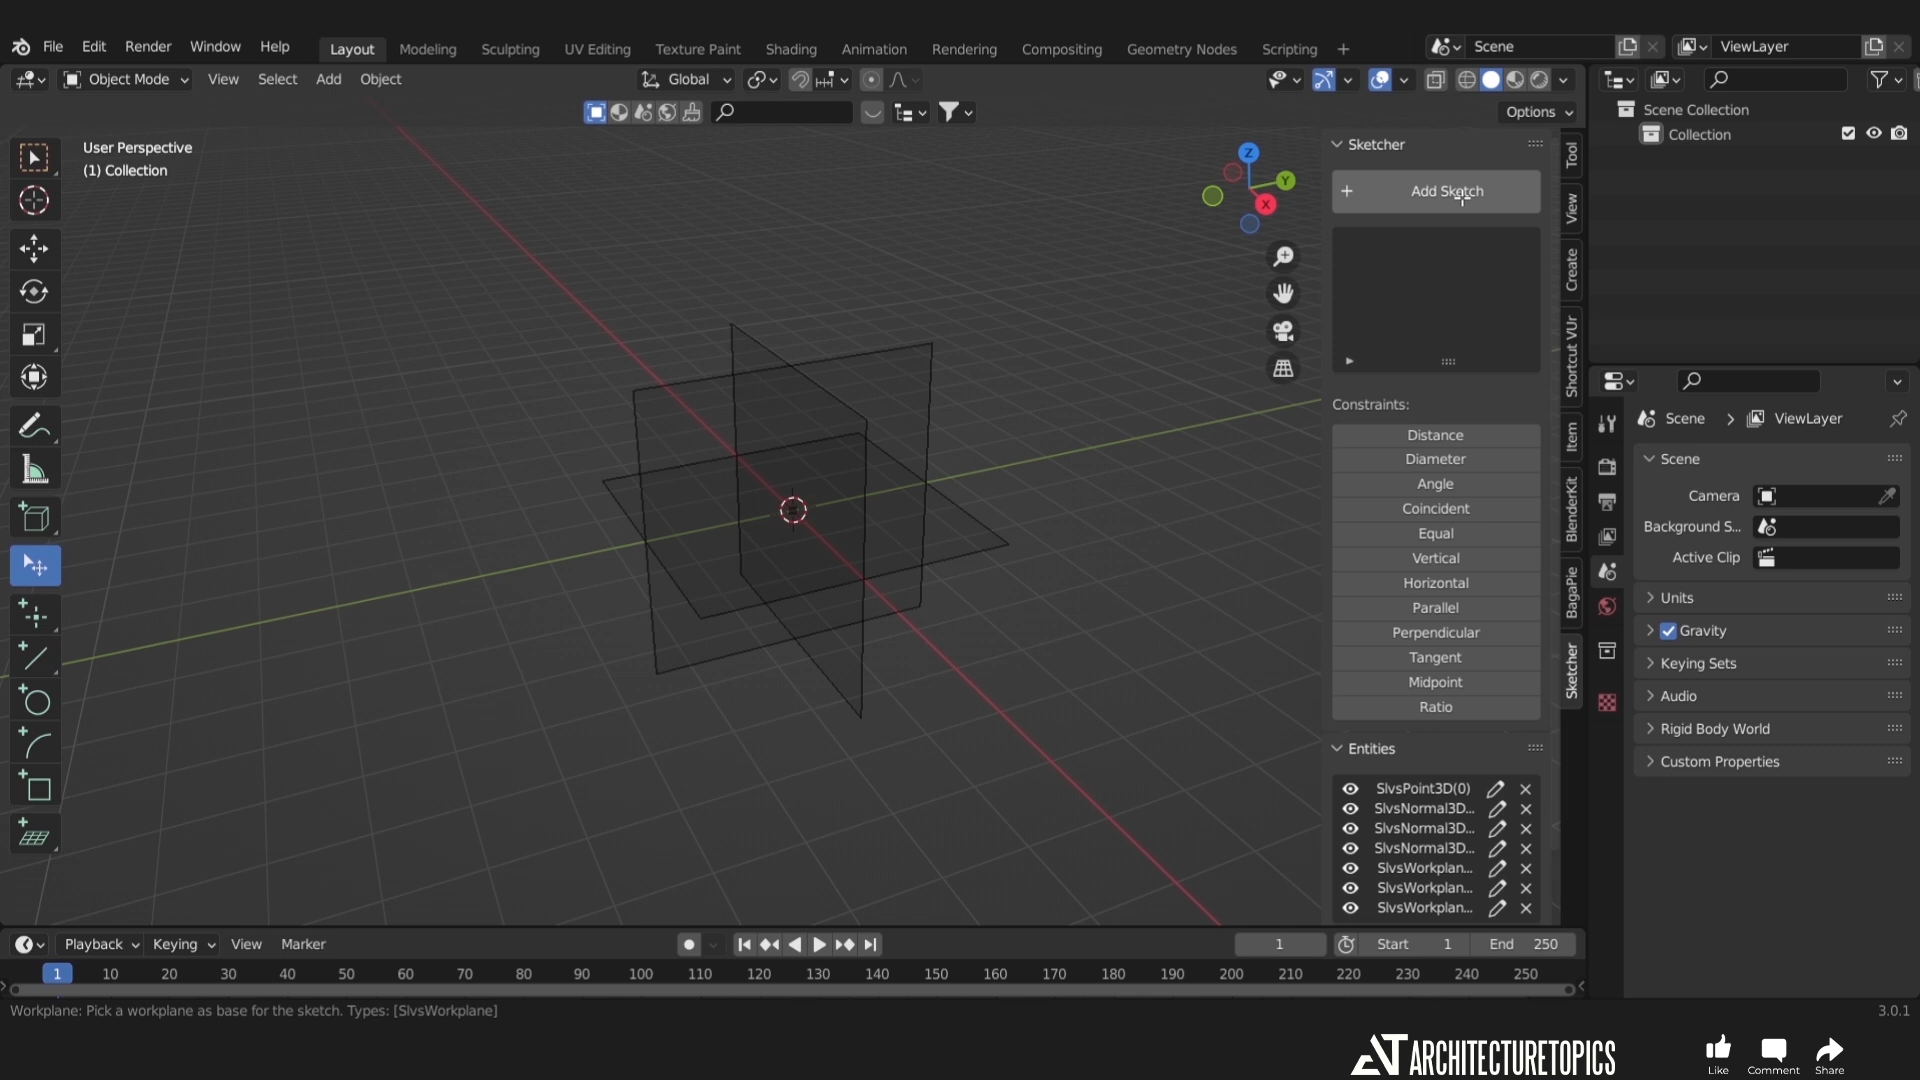 File Edit Render Window Help Layout Modeling Sculpting UV Editing Texture Paint Shading Animation Rendering Compositing Geometry Nodes Scripting + Scene ViewLayer
Object Mode View Select Add Object Global
Options
User Perspective
(1) Collection
Z
Y
X
Sketcher
+ Add Sketch
Constraints:
Distance
Diameter
Angle
Coincident
Equal
Vertical
Horizontal
Parallel
Perpendicular
Tangent
Midpoint
Ratio
Entities
SlvsPoint3D(0)
SlvsNormal3D...
SlvsNormal3D...
SlvsNormal3D...
SlvsWorkplan...
SlvsWorkplan...
SlvsWorkplan...
Tool
View
Create
Shortcut VUr
Item
BlenderKit
BagaPie
Sketcher
Scene Collection
Collection
Scene > ViewLayer
Scene
Camera
Background S...
Active Clip
Units
Gravity
Keying Sets
Audio
Rigid Body World
Custom Properties
Playback Keying View Marker 1 Start 1 End 250
1 10 20 30 40 50 60 70 80 90 100 110 120 130 140 150 160 170 180 190 200 210 220 230 240 250
Workplane: Pick a workplane as base for the sketch. Types: [SlvsWorkplane] 3.0.1
AT ARCHITECTURETOPICS
Like Comment Share